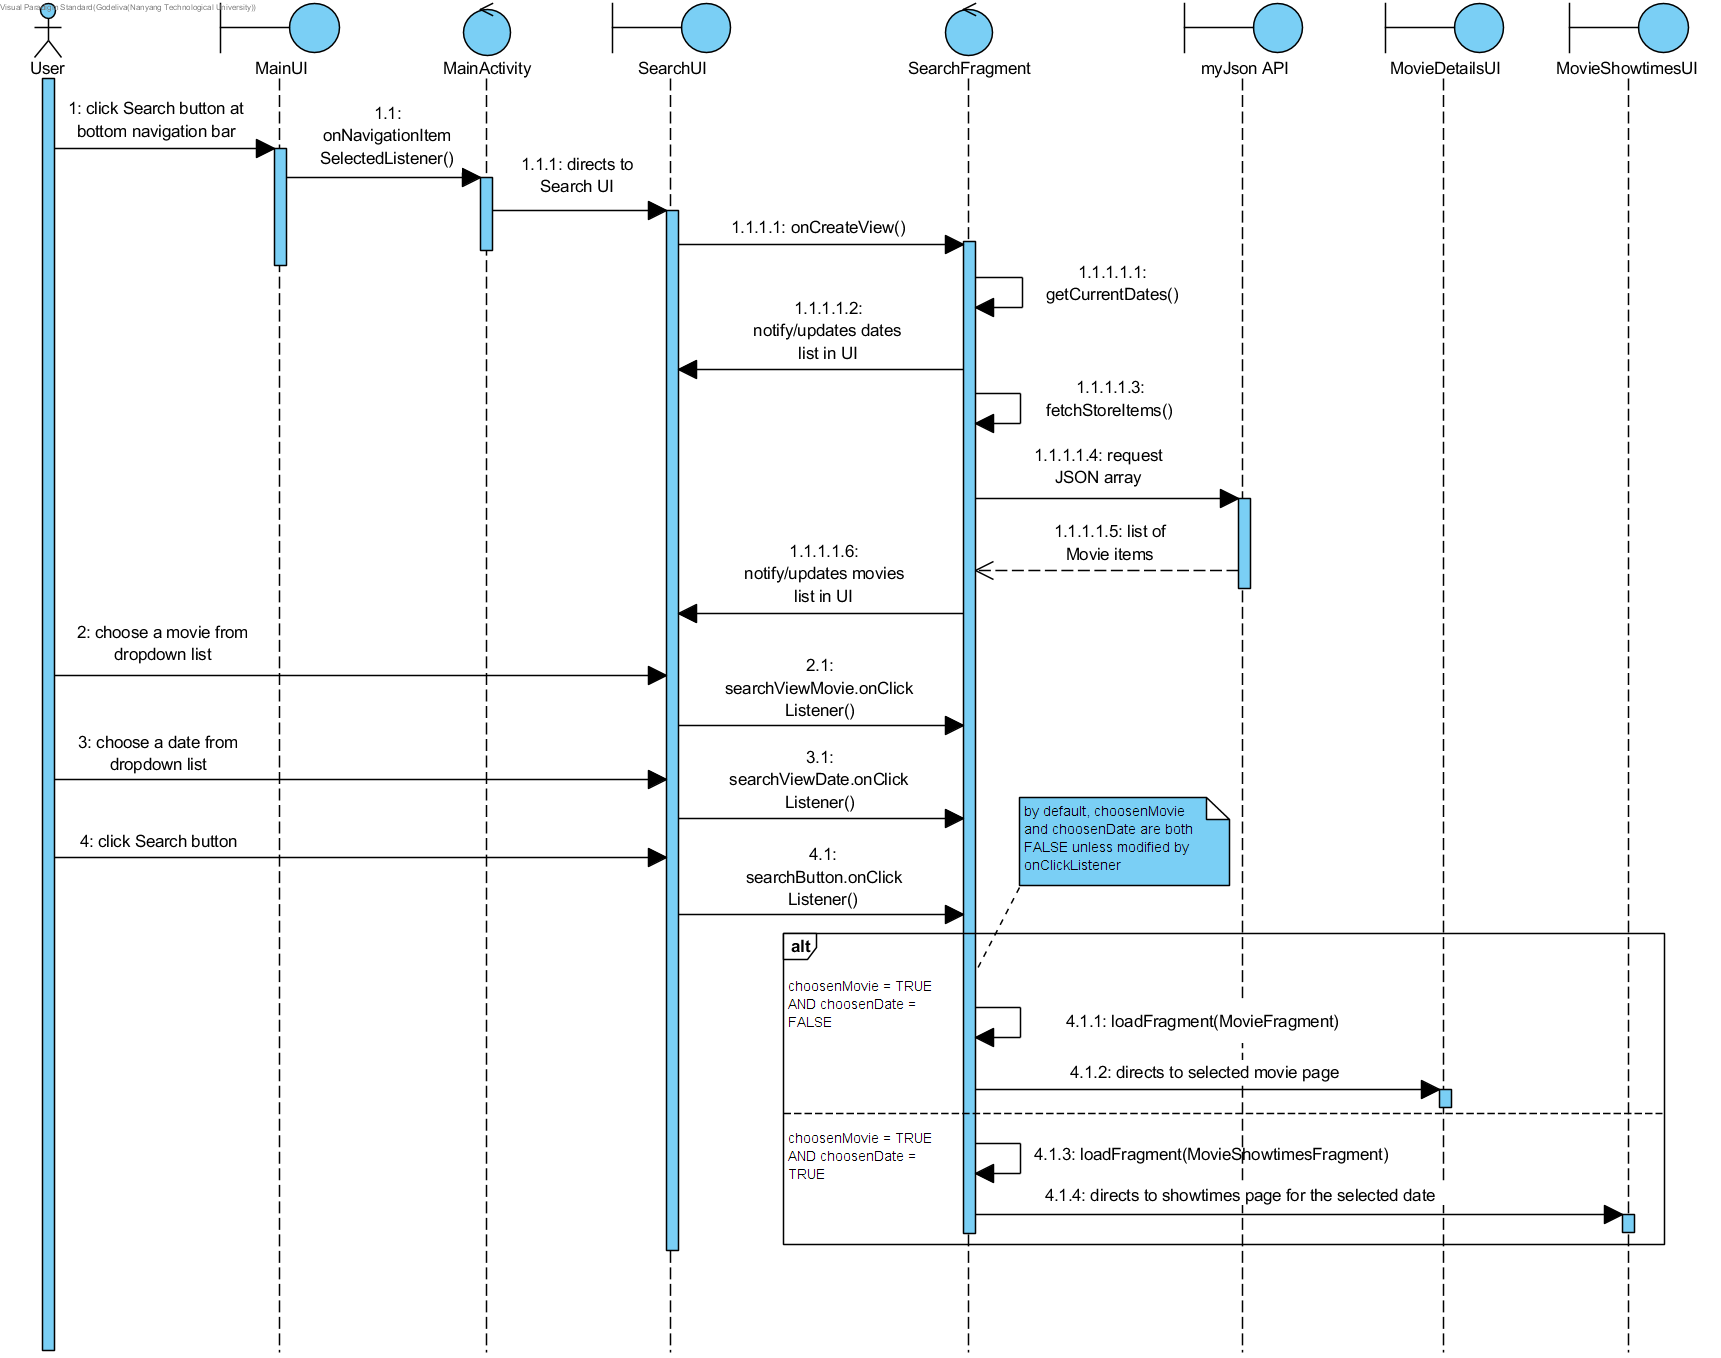 Visual Paradigm Standard(Godeliva(Nanyang Technological University))
User
MainUI
MainActivity
SearchUI
SearchFragment
myJson API
MovieDetailsUI
MovieShowtimesUI
1: click Search button at
bottom navigation bar
1.1:
onNavigationItem
SelectedListener()
1.1.1: directs to
Search UI
1.1.1.1: onCreateView()
1.1.1.1.1:
getCurrentDates()
1.1.1.1.2:
notify/updates dates
list in UI
1.1.1.1.3:
fetchStoreItems()
1.1.1.1.4: request
JSON array
1.1.1.1.5: list of
Movie items
1.1.1.1.6:
notify/updates movies
list in UI
2: choose a movie from
dropdown list
2.1:
searchViewMovie.onClick
Listener()
3: choose a date from
dropdown list
3.1:
searchViewDate.onClick
Listener()
4: click Search button
4.1:
searchButton.onClick
Listener()
by default, choosenMovie
and choosenDate are both
FALSE unless modified by
onClickListener
alt
choosenMovie = TRUE
AND choosenDate =
FALSE
4.1.1: loadFragment(MovieFragment)
4.1.2: directs to selected movie page
choosenMovie = TRUE
AND choosenDate =
TRUE
4.1.3: loadFragment(MovieShowtimesFragment)
4.1.4: directs to showtimes page for the selected date